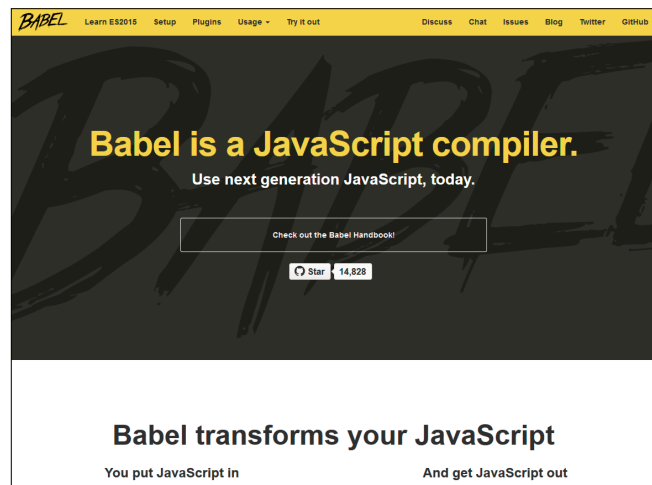 BABEL Learn ES2015 Setup Plugins Usage Try it out Discuss Chat Issues Blog Twitter GitHub
BABEL
Babel is a JavaScript compiler.
Use next generation JavaScript, today.
Check out the Babel Handbook!
Star 14,828
Babel transforms your JavaScript
You put JavaScript in And get JavaScript out